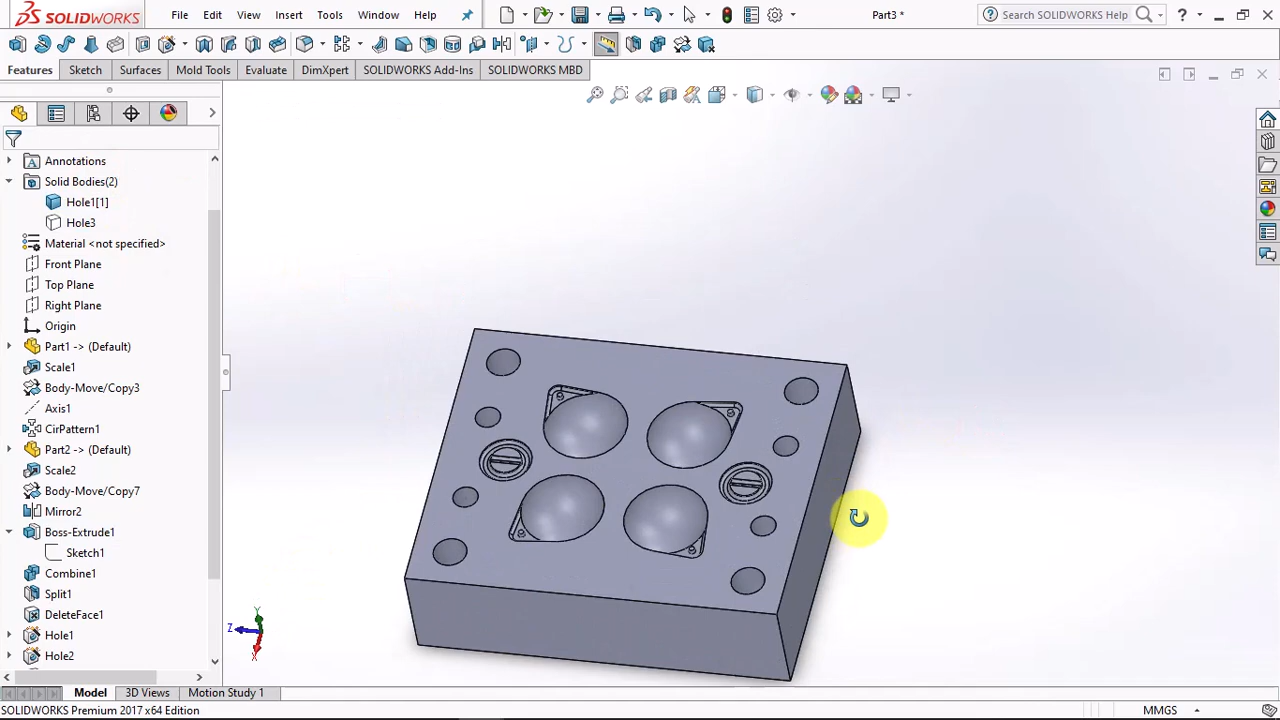 SOLIDWORKS File Edit View Insert Tools Window Help Part3 * Search SOLIDWORKS Help ?
Features Sketch Surfaces Mold Tools Evaluate DimXpert SOLIDWORKS Add-Ins SOLIDWORKS MBD
Annotations
Solid Bodies(2)
Hole1[1]
Hole3
Material <not specified>
Front Plane
Top Plane
Right Plane
Origin
Part1 -> (Default)
Scale1
Body-Move/Copy3
Axis1
CirPattern1
Part2 -> (Default)
Scale2
Body-Move/Copy7
Mirror2
Boss-Extrude1
Sketch1
Combine1
Split1
DeleteFace1
Hole1
Hole2
Y
Z
X
Model 3D Views Motion Study 1
SOLIDWORKS Premium 2017 x64 Edition MMGS